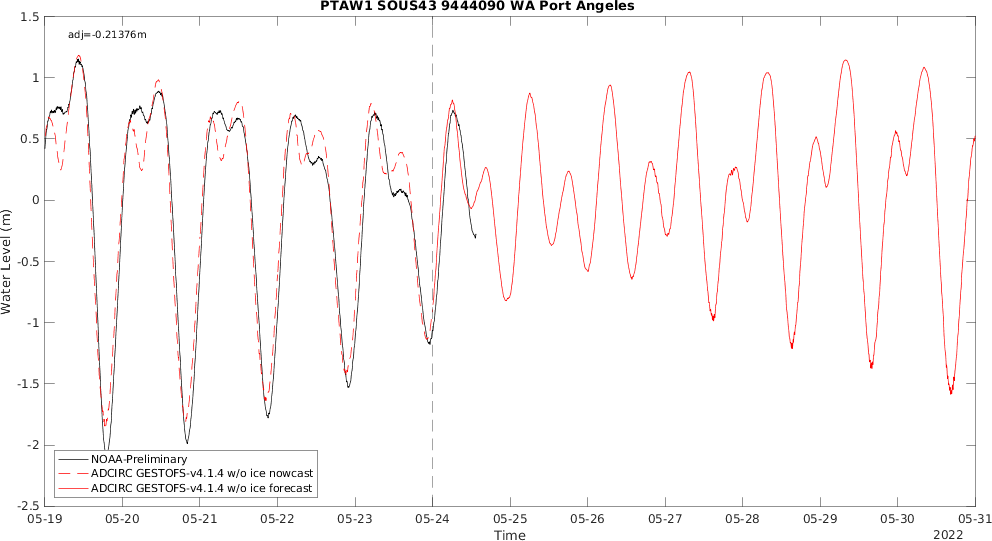 PTAW1 SOUS43 9444090 WA Port Angeles
adj=-0.21376m
1.5
1
0.5
0
-0.5
-1
-1.5
-2
-2.5
Water Level (m)
NOAA-Preliminary
ADCIRC GESTOFS-v4.1.4 w/o ice nowcast
ADCIRC GESTOFS-v4.1.4 w/o ice forecast
05-19 05-20 05-21 05-22 05-23 05-24 05-25 05-26 05-27 05-28 05-29 05-30 05-31
Time
2022